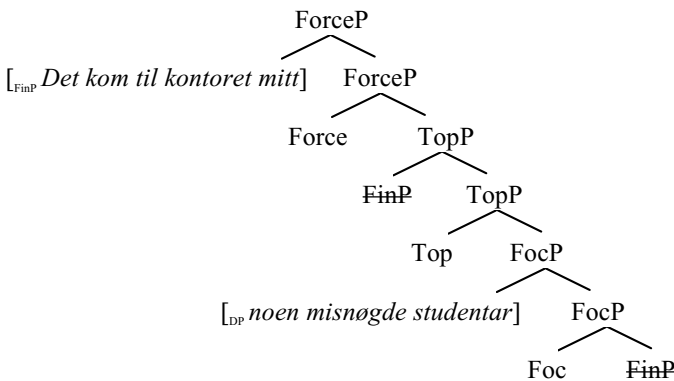 ForceP
[FinP Det kom til kontoret mitt] ForceP
Force TopP
FinP TopP
Top FocP
[DP noen misnøgde studentar] FocP
Foc FinP